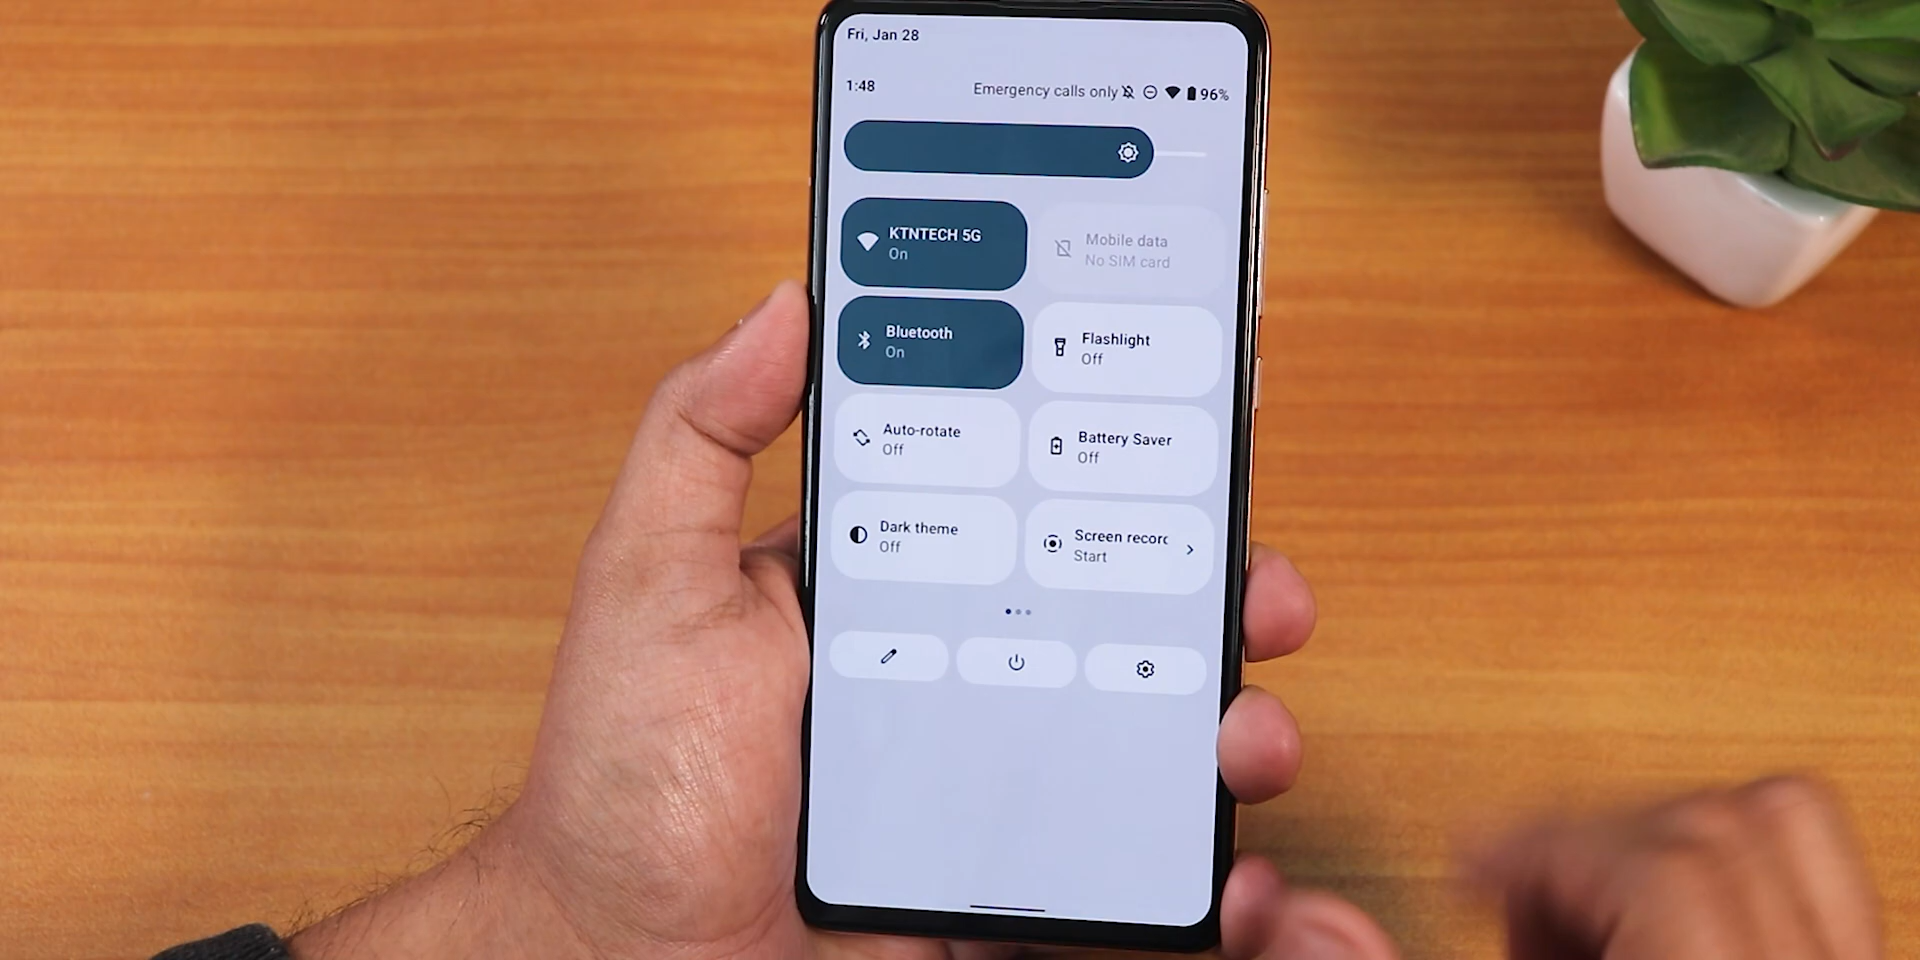 Fri, Jan 28
1:48 Emergency calls only 96%
KTNTECH 5G
On
Mobile data
No SIM card
Bluetooth
On
Flashlight
Off
Auto-rotate
Off
Battery Saver
Off
Dark theme
Off
Screen recorc
Start